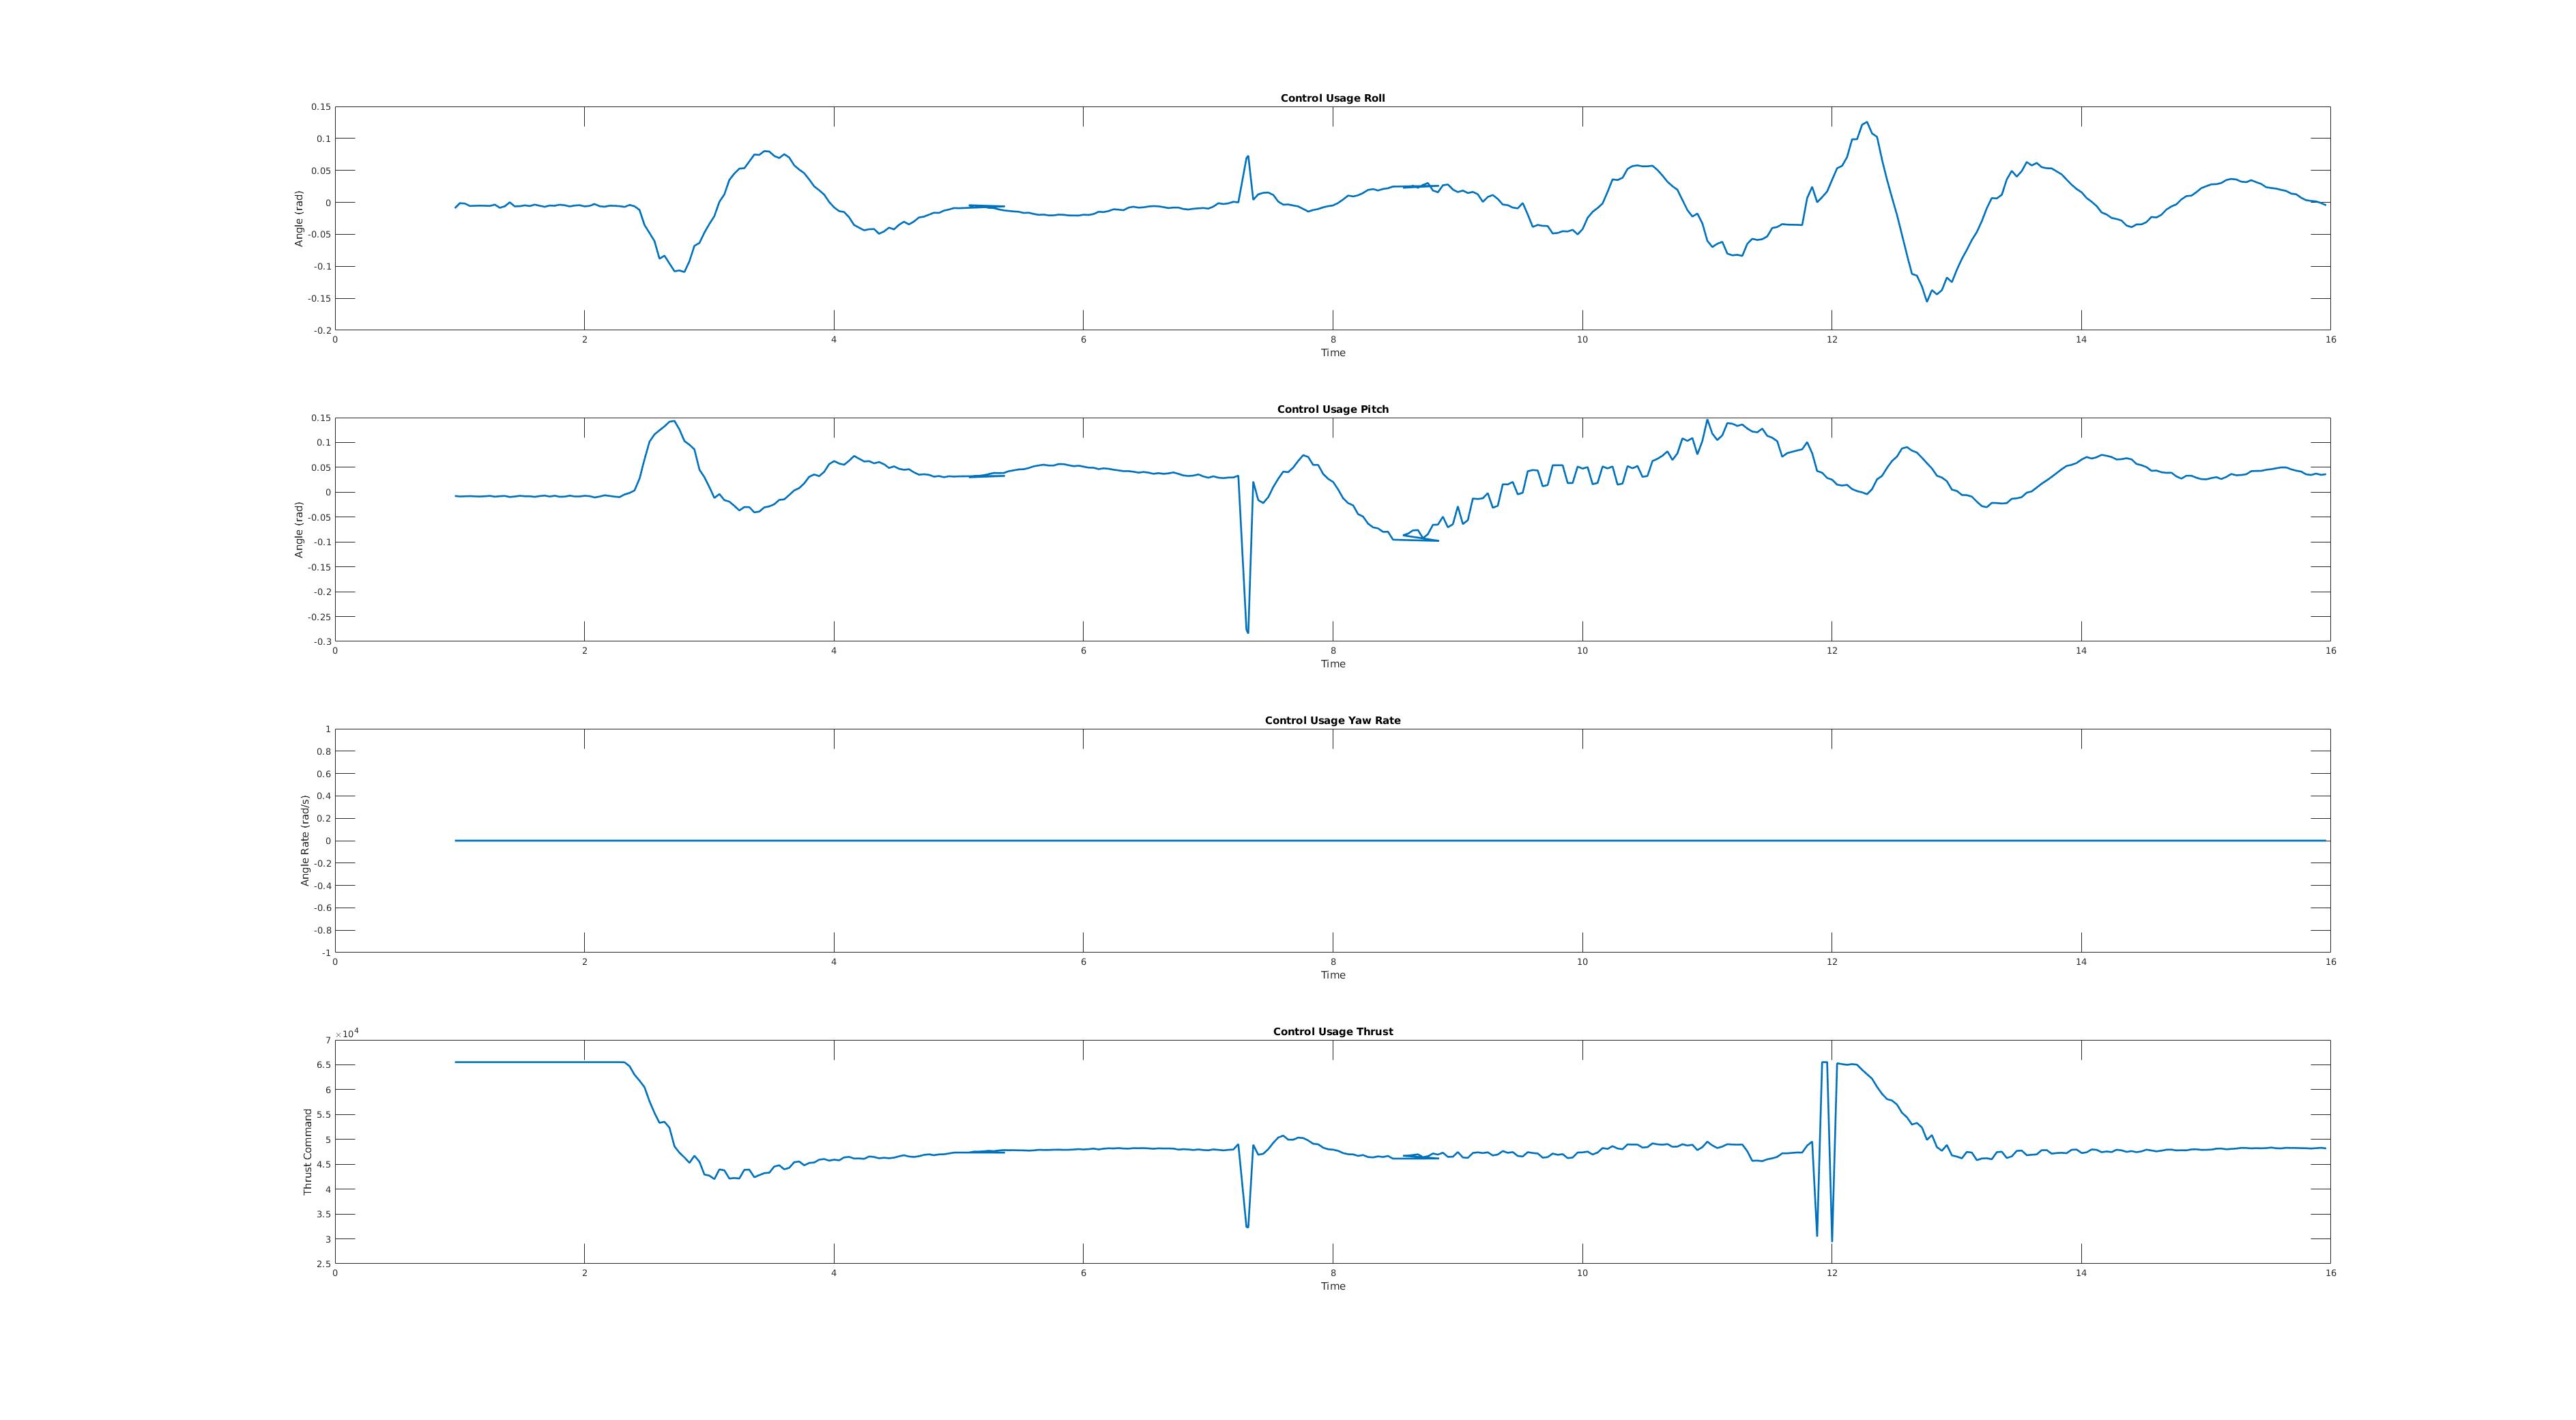 Control Usage Roll
0.15
0.1
0.05
0
-0.05
-0.1
-0.15
-0.2
Angle (rad)
0 2 4 6 8 10 12 14 16
Time
Control Usage Pitch
0.15
0.1
0.05
0
-0.05
-0.1
-0.15
-0.2
-0.25
-0.3
Angle (rad)
0 2 4 6 8 10 12 14 16
Time
Control Usage Yaw Rate
1
0.8
0.6
0.4
0.2
0
-0.2
-0.4
-0.6
-0.8
-1
Angle Rate (rad/s)
0 2 4 6 8 10 12 14 16
Time
Control Usage Thrust
×10⁴
7
6.5
6
5.5
5
4.5
4
3.5
3
2.5
Thrust Command
0 2 4 6 8 10 12 14 16
Time